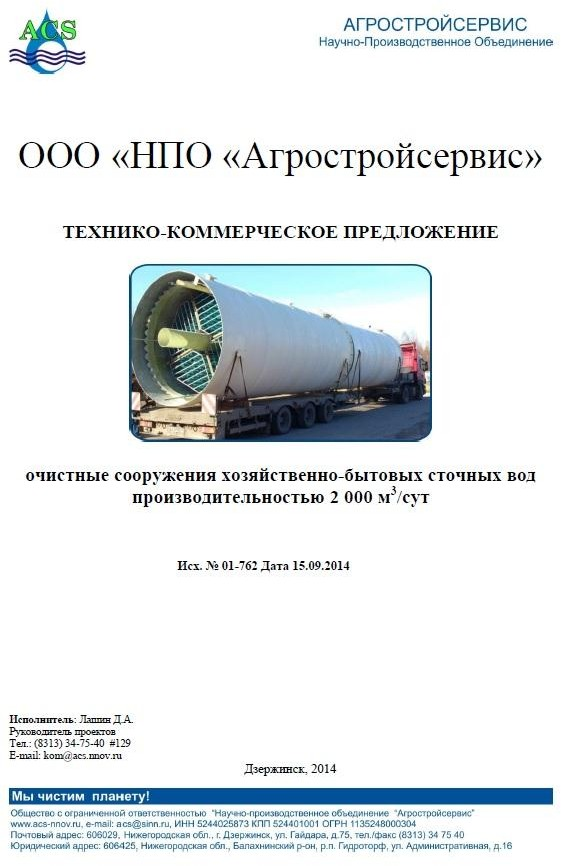 ACS
АГРОСТРОЙСЕРВИС
Научно-Производственное Объединение
ООО «НПО «Агростройсервис»
ТЕХНИКО-КОММЕРЧЕСКОЕ ПРЕДЛОЖЕНИЕ
очистные сооружения хозяйственно-бытовых сточных вод
производительностью 2 000 м³/сут
Исх. № 01-762 Дата 15.09.2014
Исполнитель: Лашин Д.А.
Руководитель проектов
Тел.: (8313) 34-75-40 #129
E-mail: kom@acs.nnov.ru
Дзержинск, 2014
Мы чистим планету!
Общество с ограниченной ответственностью "Научно-производственное объединение "Агростройсервис"
www.acs-nnov.ru, e-mail: acs@sinn.ru, ИНН 5244025873 КПП 524401001 ОГРН 1135248000304
Почтовый адрес: 606029, Нижегородская обл., г. Дзержинск, ул. Гайдара, д.75, тел./факс (8313) 34 75 40
Юридический адрес: 606425, Нижегородская обл., Балахнинский р-он, р.п. Гидроторф, ул. Административная, д.16